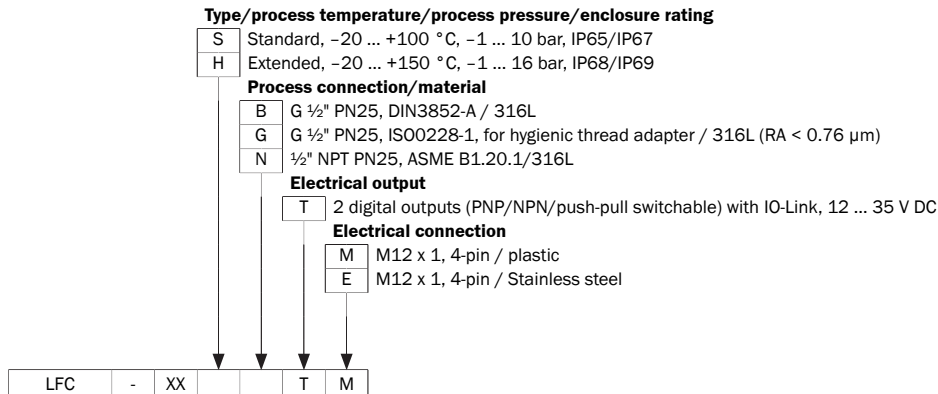 Type/process temperature/process pressure/enclosure rating
S Standard, –20 ... +100 °C, –1 ... 10 bar, IP65/IP67
H Extended, –20 ... +150 °C, –1 ... 16 bar, IP68/IP69
Process connection/material
B G ½" PN25, DIN3852-A / 316L
G G ½" PN25, ISO0228-1, for hygienic thread adapter / 316L (RA < 0.76 µm)
N ½" NPT PN25, ASME B1.20.1/316L
Electrical output
T 2 digital outputs (PNP/NPN/push-pull switchable) with IO-Link, 12 ... 35 V DC
Electrical connection
M M12 x 1, 4-pin / plastic
E M12 x 1, 4-pin / Stainless steel
LFC - XX T M